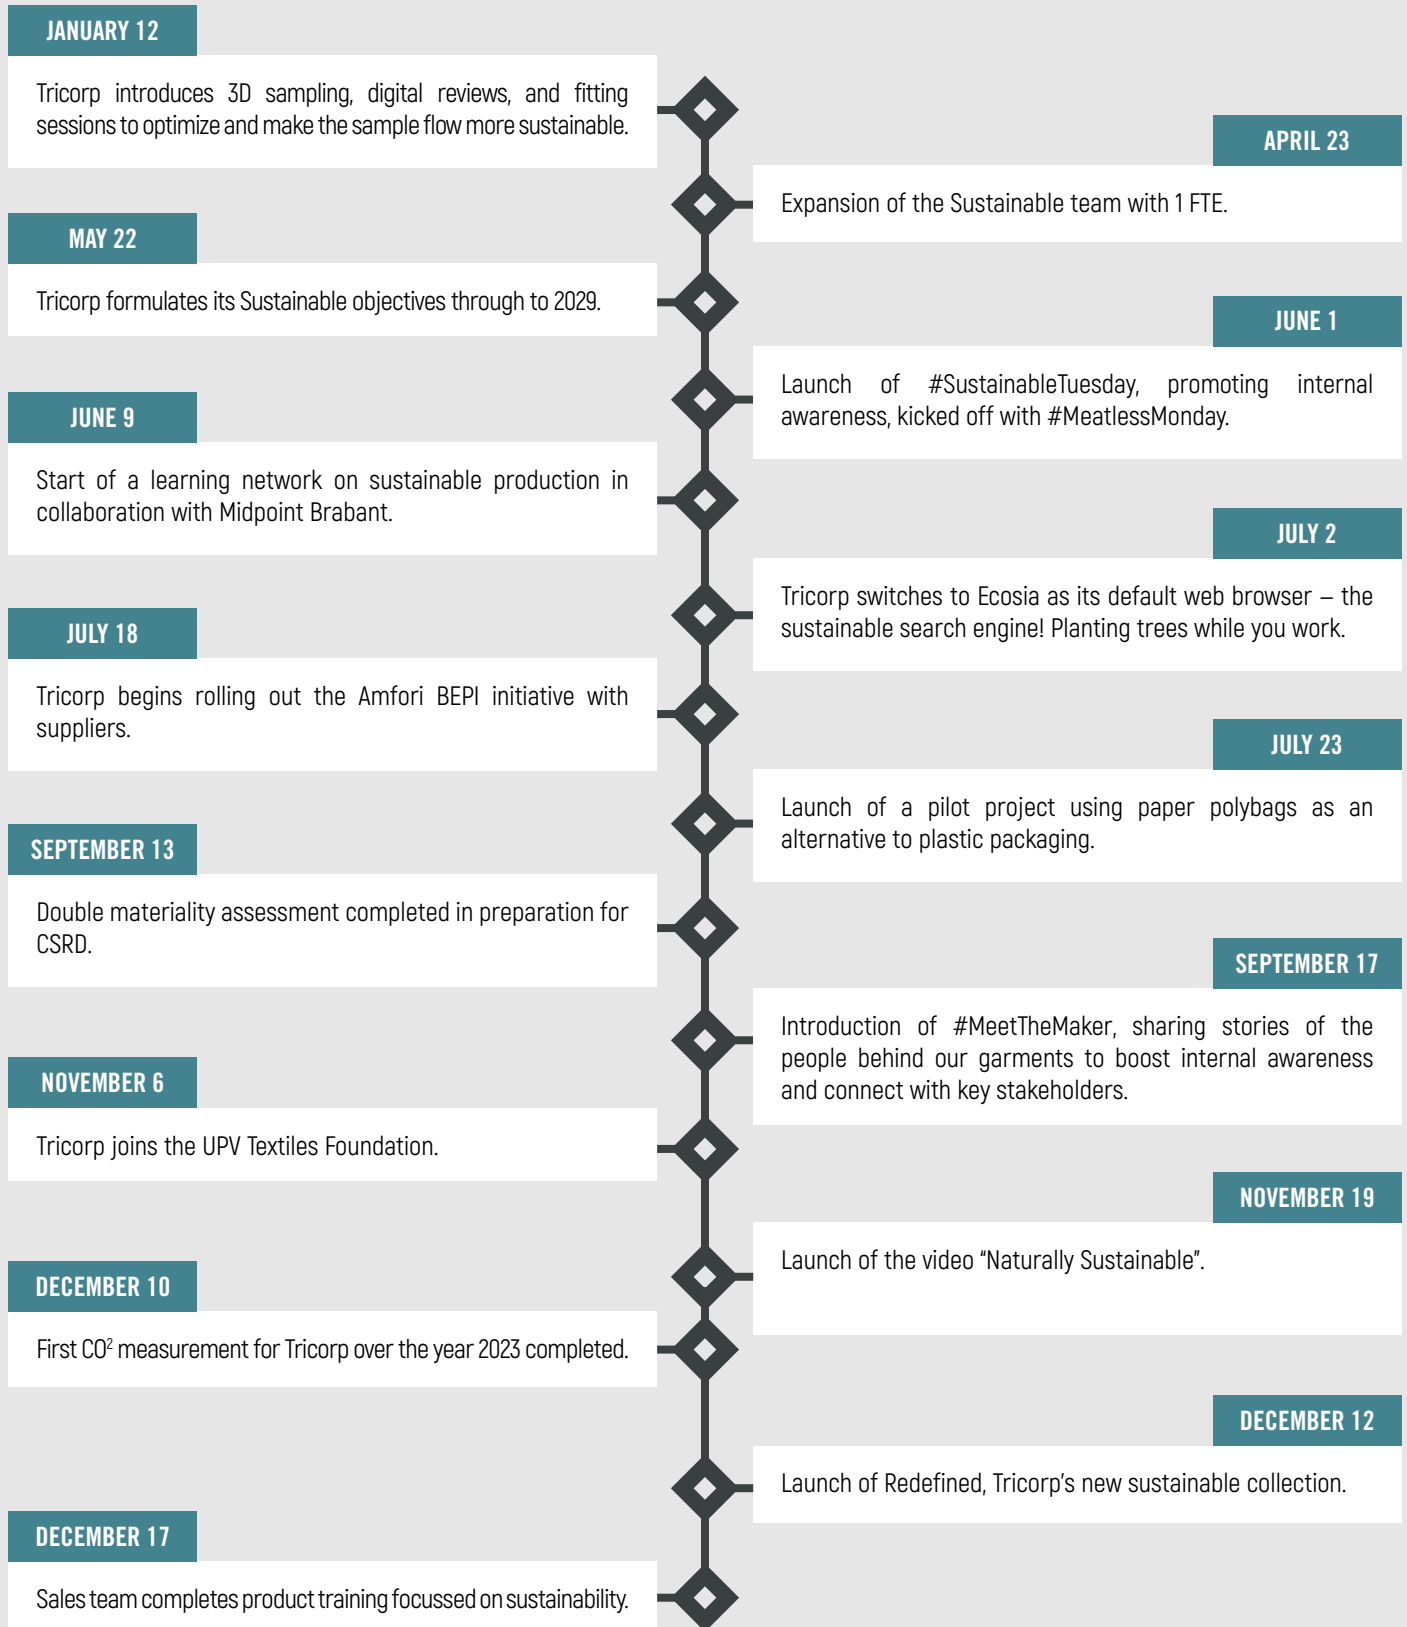 JANUARY 12
Tricorp introduces 3D sampling, digital reviews, and fitting
sessions to optimize and make the sample flow more sustainable.
APRIL 23
Expansion of the Sustainable team with 1 FTE.
MAY 22
Tricorp formulates its Sustainable objectives through to 2029.
JUNE 1
Launch of #SustainableTuesday, promoting internal
awareness, kicked off with #MeatlessMonday.
JUNE 9
Start of a learning network on sustainable production in
collaboration with Midpoint Brabant.
JULY 2
Tricorp switches to Ecosia as its default web browser – the
sustainable search engine! Planting trees while you work.
JULY 18
Tricorp begins rolling out the Amfori BEPI initiative with
suppliers.
JULY 23
Launch of a pilot project using paper polybags as an
alternative to plastic packaging.
SEPTEMBER 13
Double materiality assessment completed in preparation for
CSRD.
SEPTEMBER 17
Introduction of #MeetTheMaker, sharing stories of the
people behind our garments to boost internal awareness
and connect with key stakeholders.
NOVEMBER 6
Tricorp joins the UPV Textiles Foundation.
NOVEMBER 19
Launch of the video “Naturally Sustainable”.
DECEMBER 10
First CO² measurement for Tricorp over the year 2023 completed.
DECEMBER 12
Launch of Redefined, Tricorp’s new sustainable collection.
DECEMBER 17
Sales team completes product training focussed on sustainability.